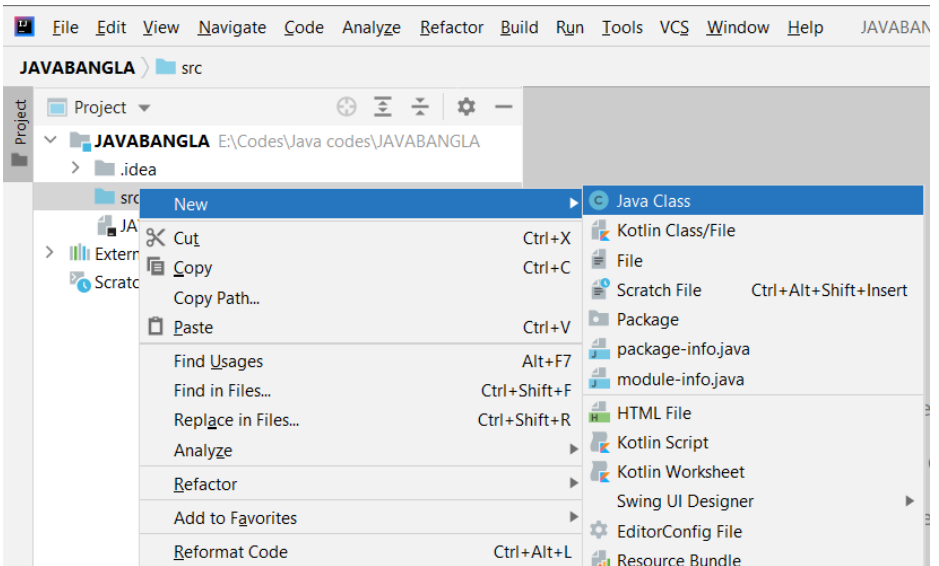 File Edit View Navigate Code Analyze Refactor Build Run Tools VCS Window Help JAVABAN
JAVABANGLA src
Project
Project
JAVABANGLA E:\Codes\Java codes\JAVABANGLA
.idea
src
JA
Extern
Scratc
New
Cut Ctrl+X
Copy Ctrl+C
Copy Path...
Paste Ctrl+V
Find Usages Alt+F7
Find in Files... Ctrl+Shift+F
Replace in Files... Ctrl+Shift+R
Analyze
Refactor
Add to Favorites
Reformat Code Ctrl+Alt+L
Java Class
Kotlin Class/File
File
Scratch File Ctrl+Alt+Shift+Insert
Package
package-info.java
module-info.java
HTML File
Kotlin Script
Kotlin Worksheet
Swing UI Designer
EditorConfig File
Resource Bundle